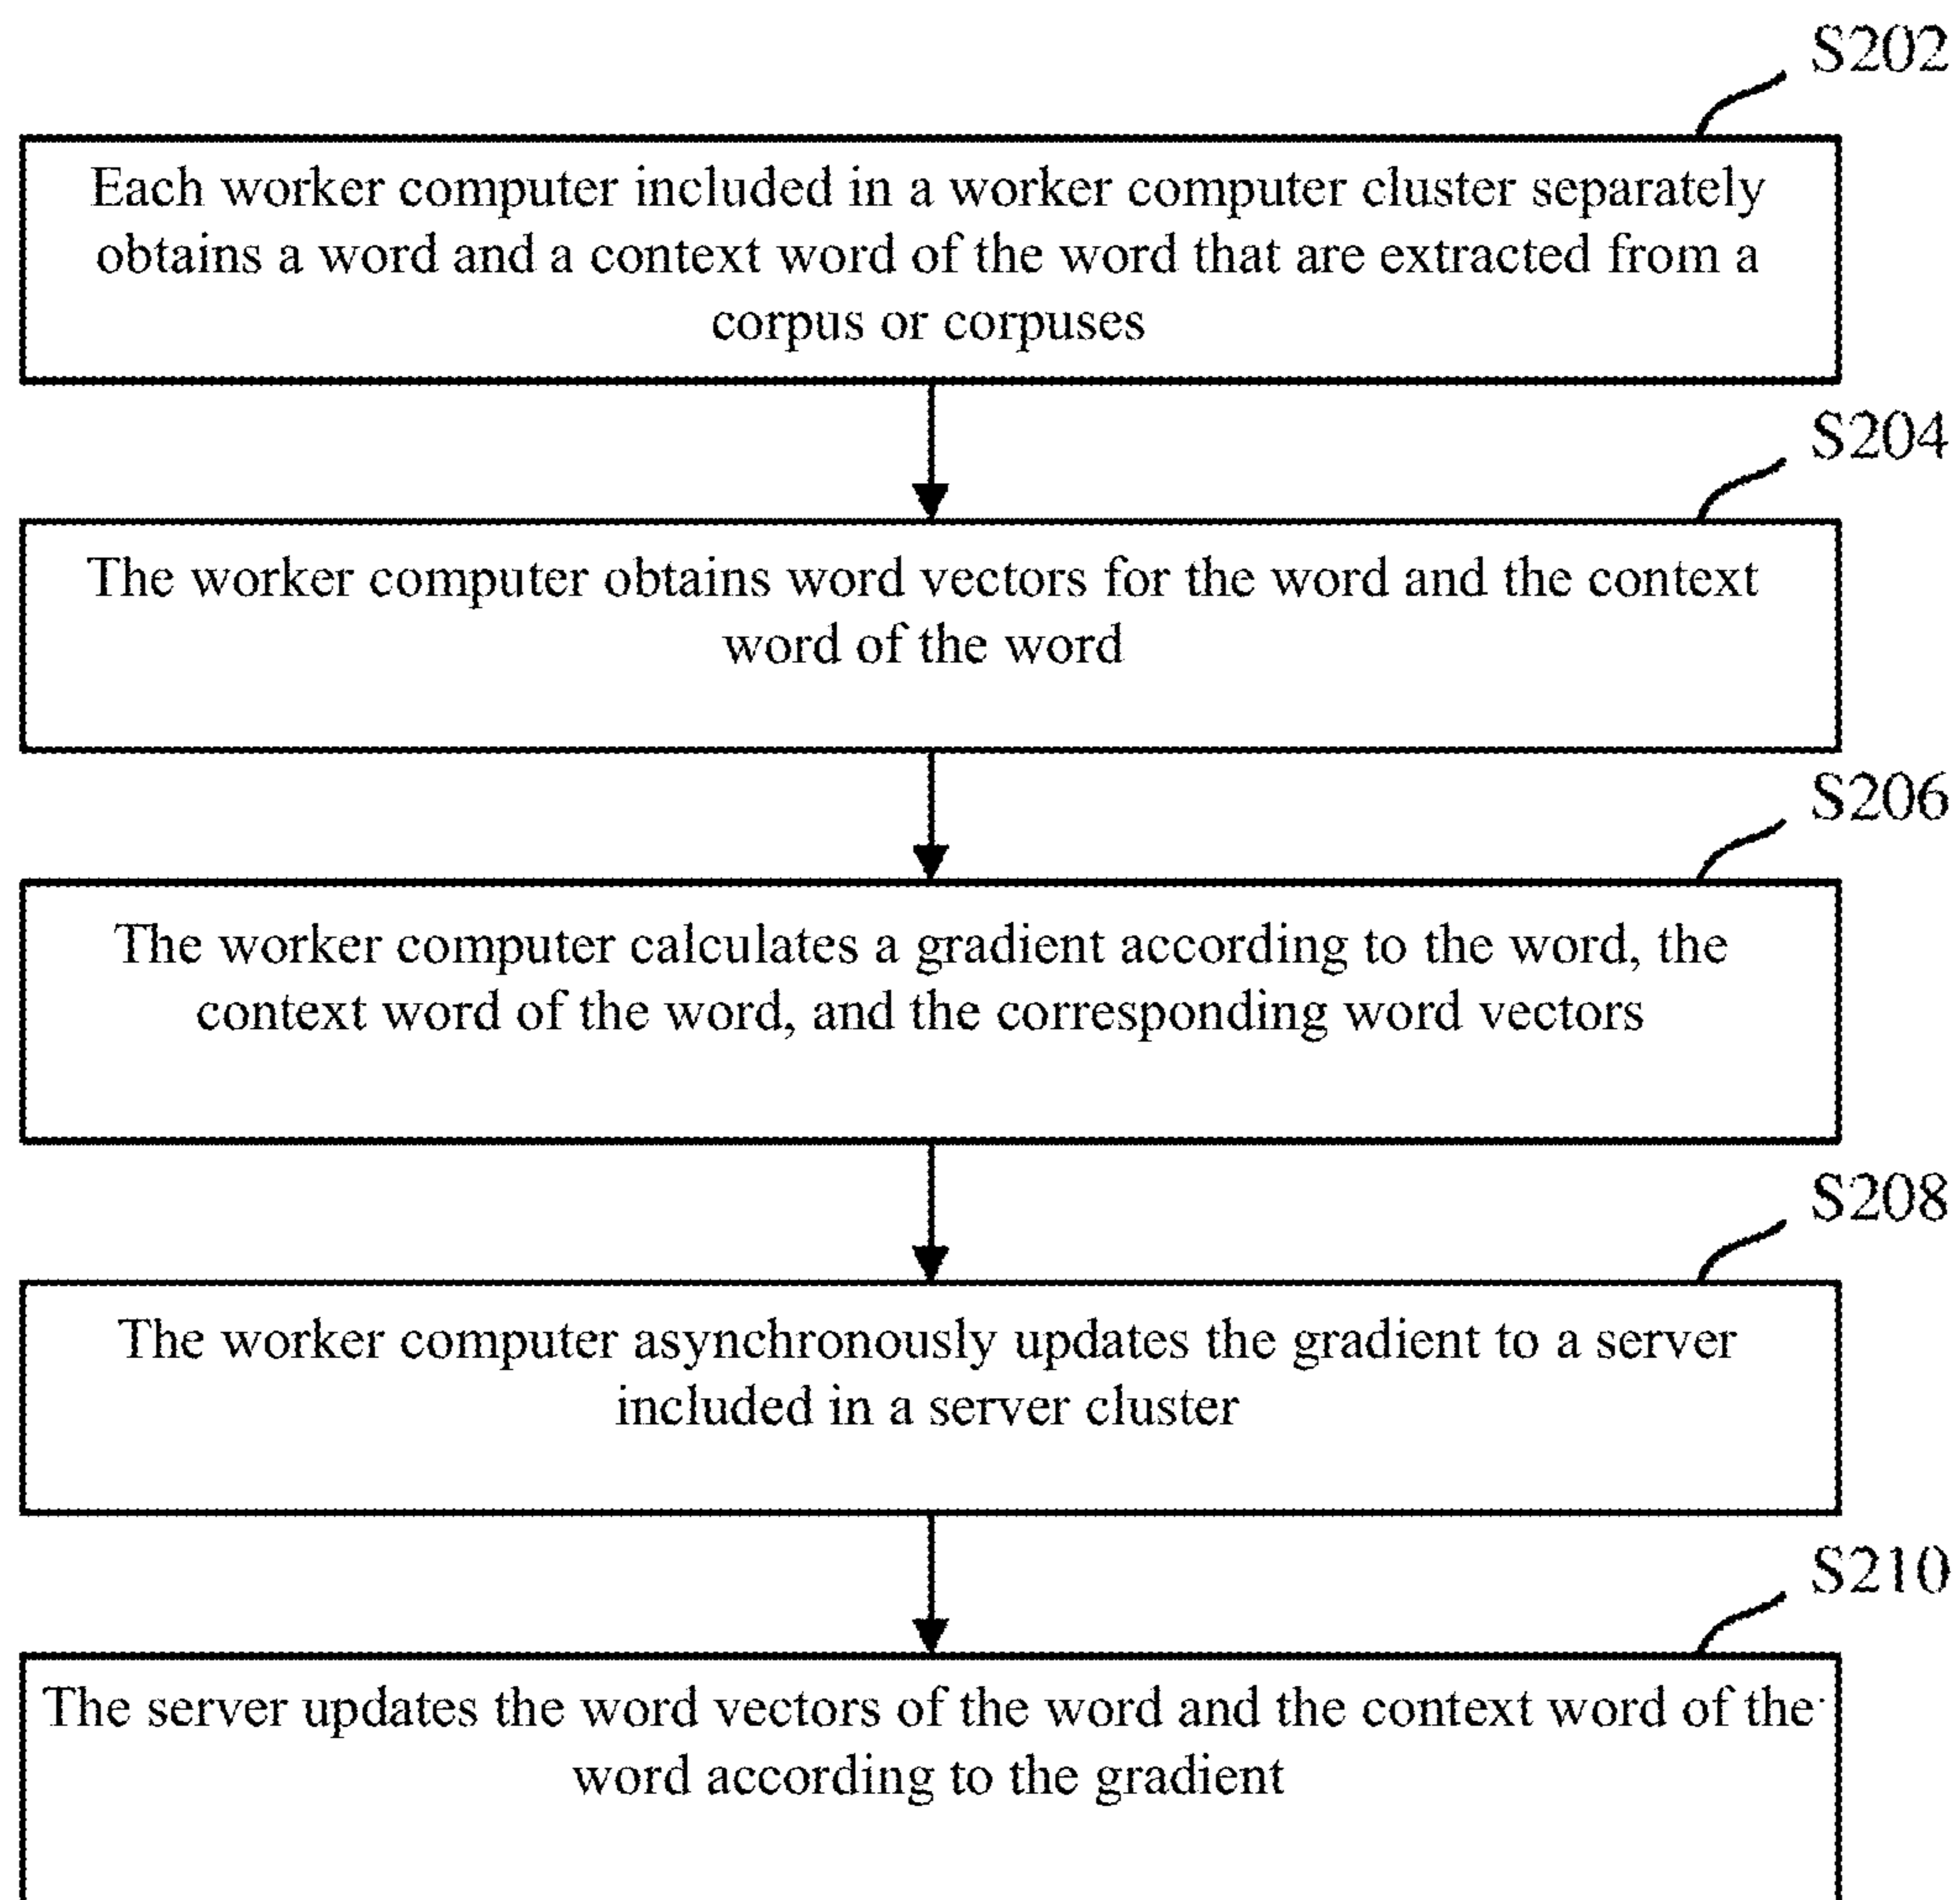 S202
Each worker computer included in a worker computer cluster separately
obtains a word and a context word of the word that are extracted from a
corpus or corpuses
S204
The worker computer obtains word vectors for the word and the context
word of the word
S206
The worker computer calculates a gradient according to the word, the
context word of the word, and the corresponding word vectors
S208
The worker computer asynchronously updates the gradient to a server
included in a server cluster
S210
The server updates the word vectors of the word and the context word of the
word according to the gradient